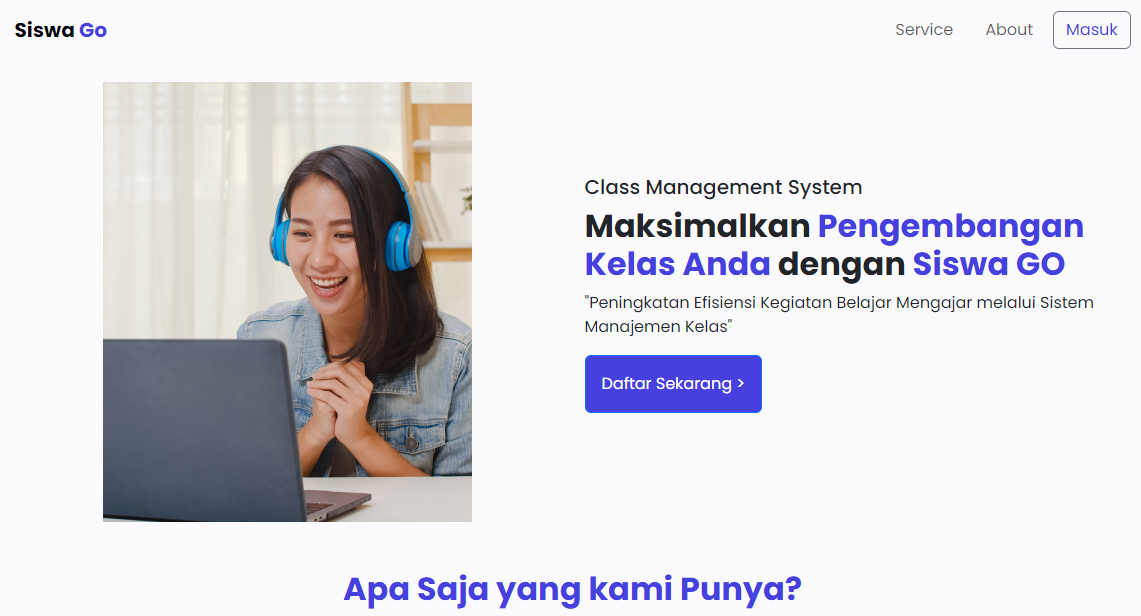 Siswa Go
Service About Masuk
Class Management System
Maksimalkan Pengembangan
Kelas Anda dengan Siswa GO
"Peningkatan Efisiensi Kegiatan Belajar Mengajar melalui Sistem
Manajemen Kelas"
Daftar Sekarang >
Apa Saja yang kami Punya?